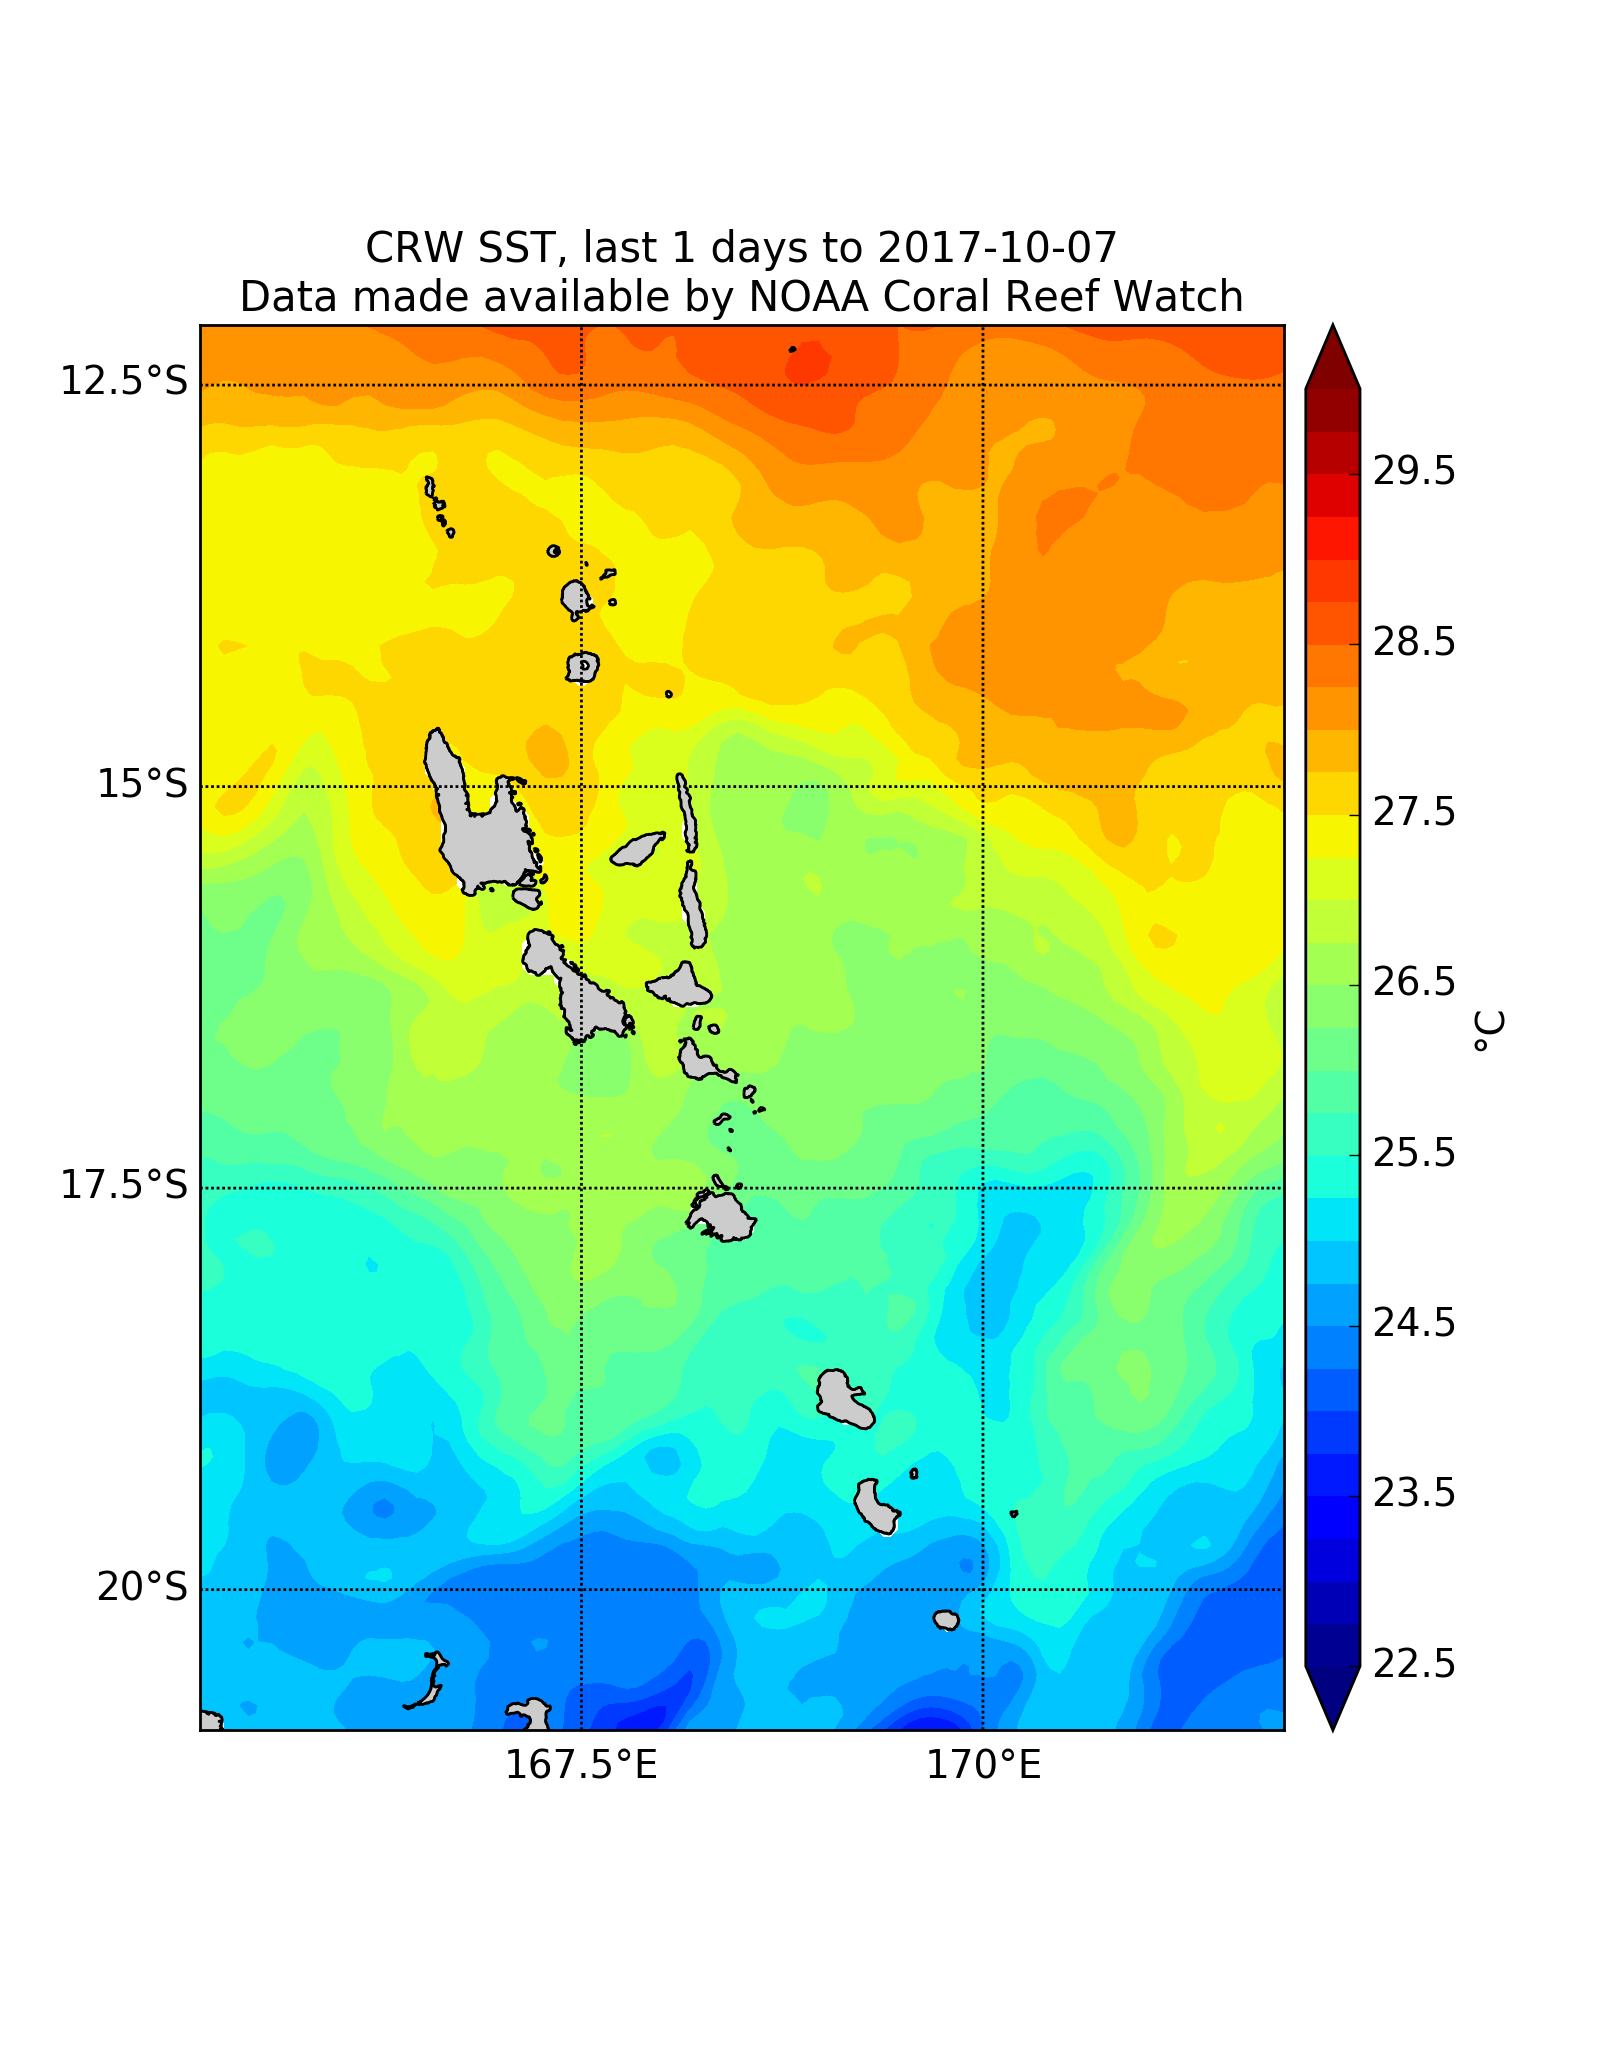 CRW SST, last 1 days to 2017-10-07
Data made available by NOAA Coral Reef Watch
12.5°S
15°S
17.5°S
20°S
167.5°E
170°E
29.5
28.5
27.5
26.5
25.5
24.5
23.5
22.5
°C